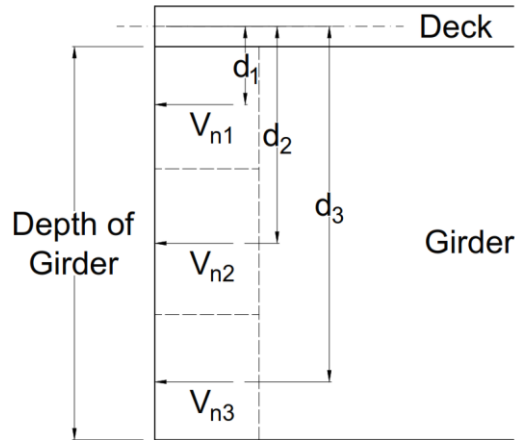 Deck
d1
Vn1
d2
d3
Depth of
Girder
Girder
Vn2
Vn3